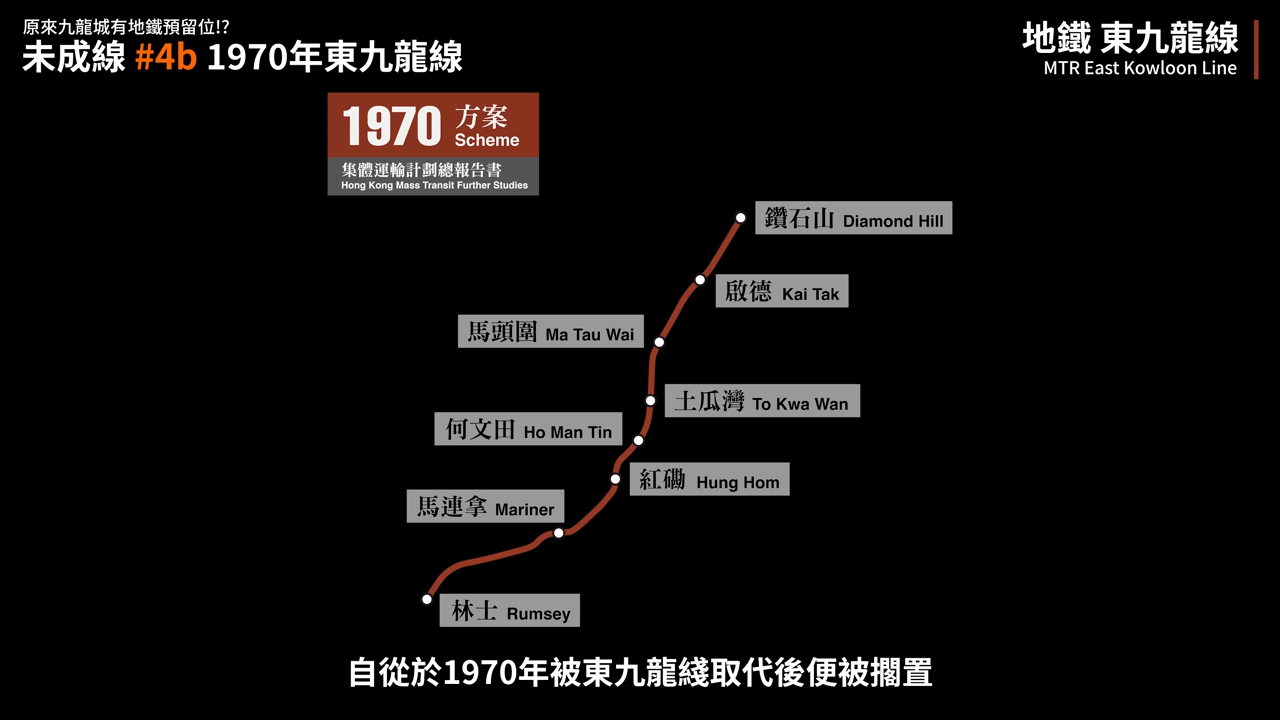 原來九龍城有地鐵預留位!?
未成線 #4b 1970年東九龍線
地鐵 東九龍線
MTR East Kowloon Line
1970 方案 Scheme
集體運輸計劃總報告書
Hong Kong Mass Transit Further Studies
鑽石山 Diamond Hill
啟德 Kai Tak
馬頭圍 Ma Tau Wai
土瓜灣 To Kwa Wan
何文田 Ho Man Tin
紅磡 Hung Hom
馬連拿 Mariner
林士 Rumsey
自從於1970年被東九龍綫取代後便被擱置